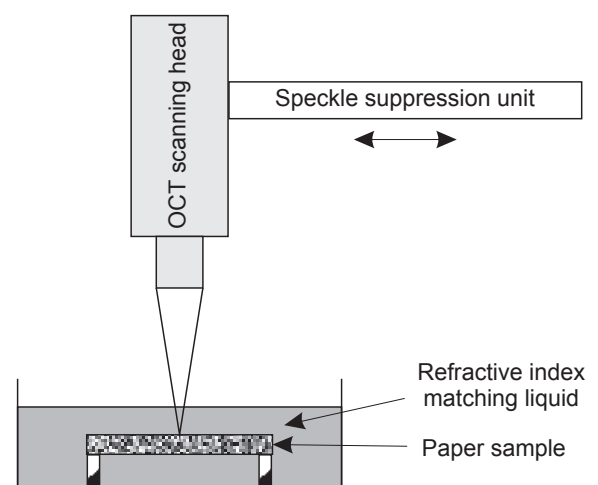 OCT scanning head
Speckle suppression unit
Refractive index
matching liquid
Paper sample